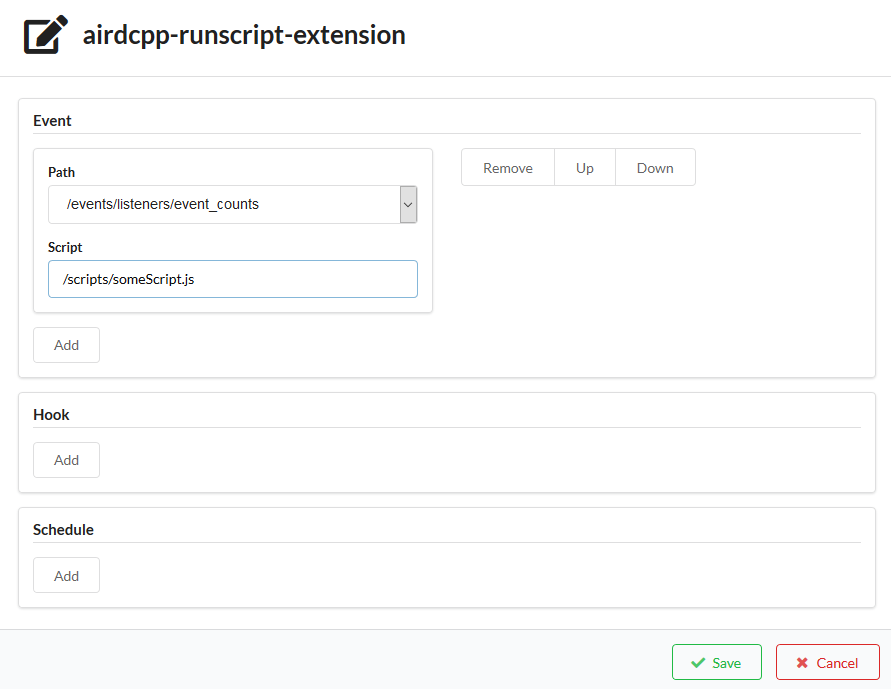 airdcpp-runscript-extension
Event
Path
/events/listeners/event_counts
Remove Up Down
Script
/scripts/someScript.js
Add
Hook
Add
Schedule
Add
Save Cancel